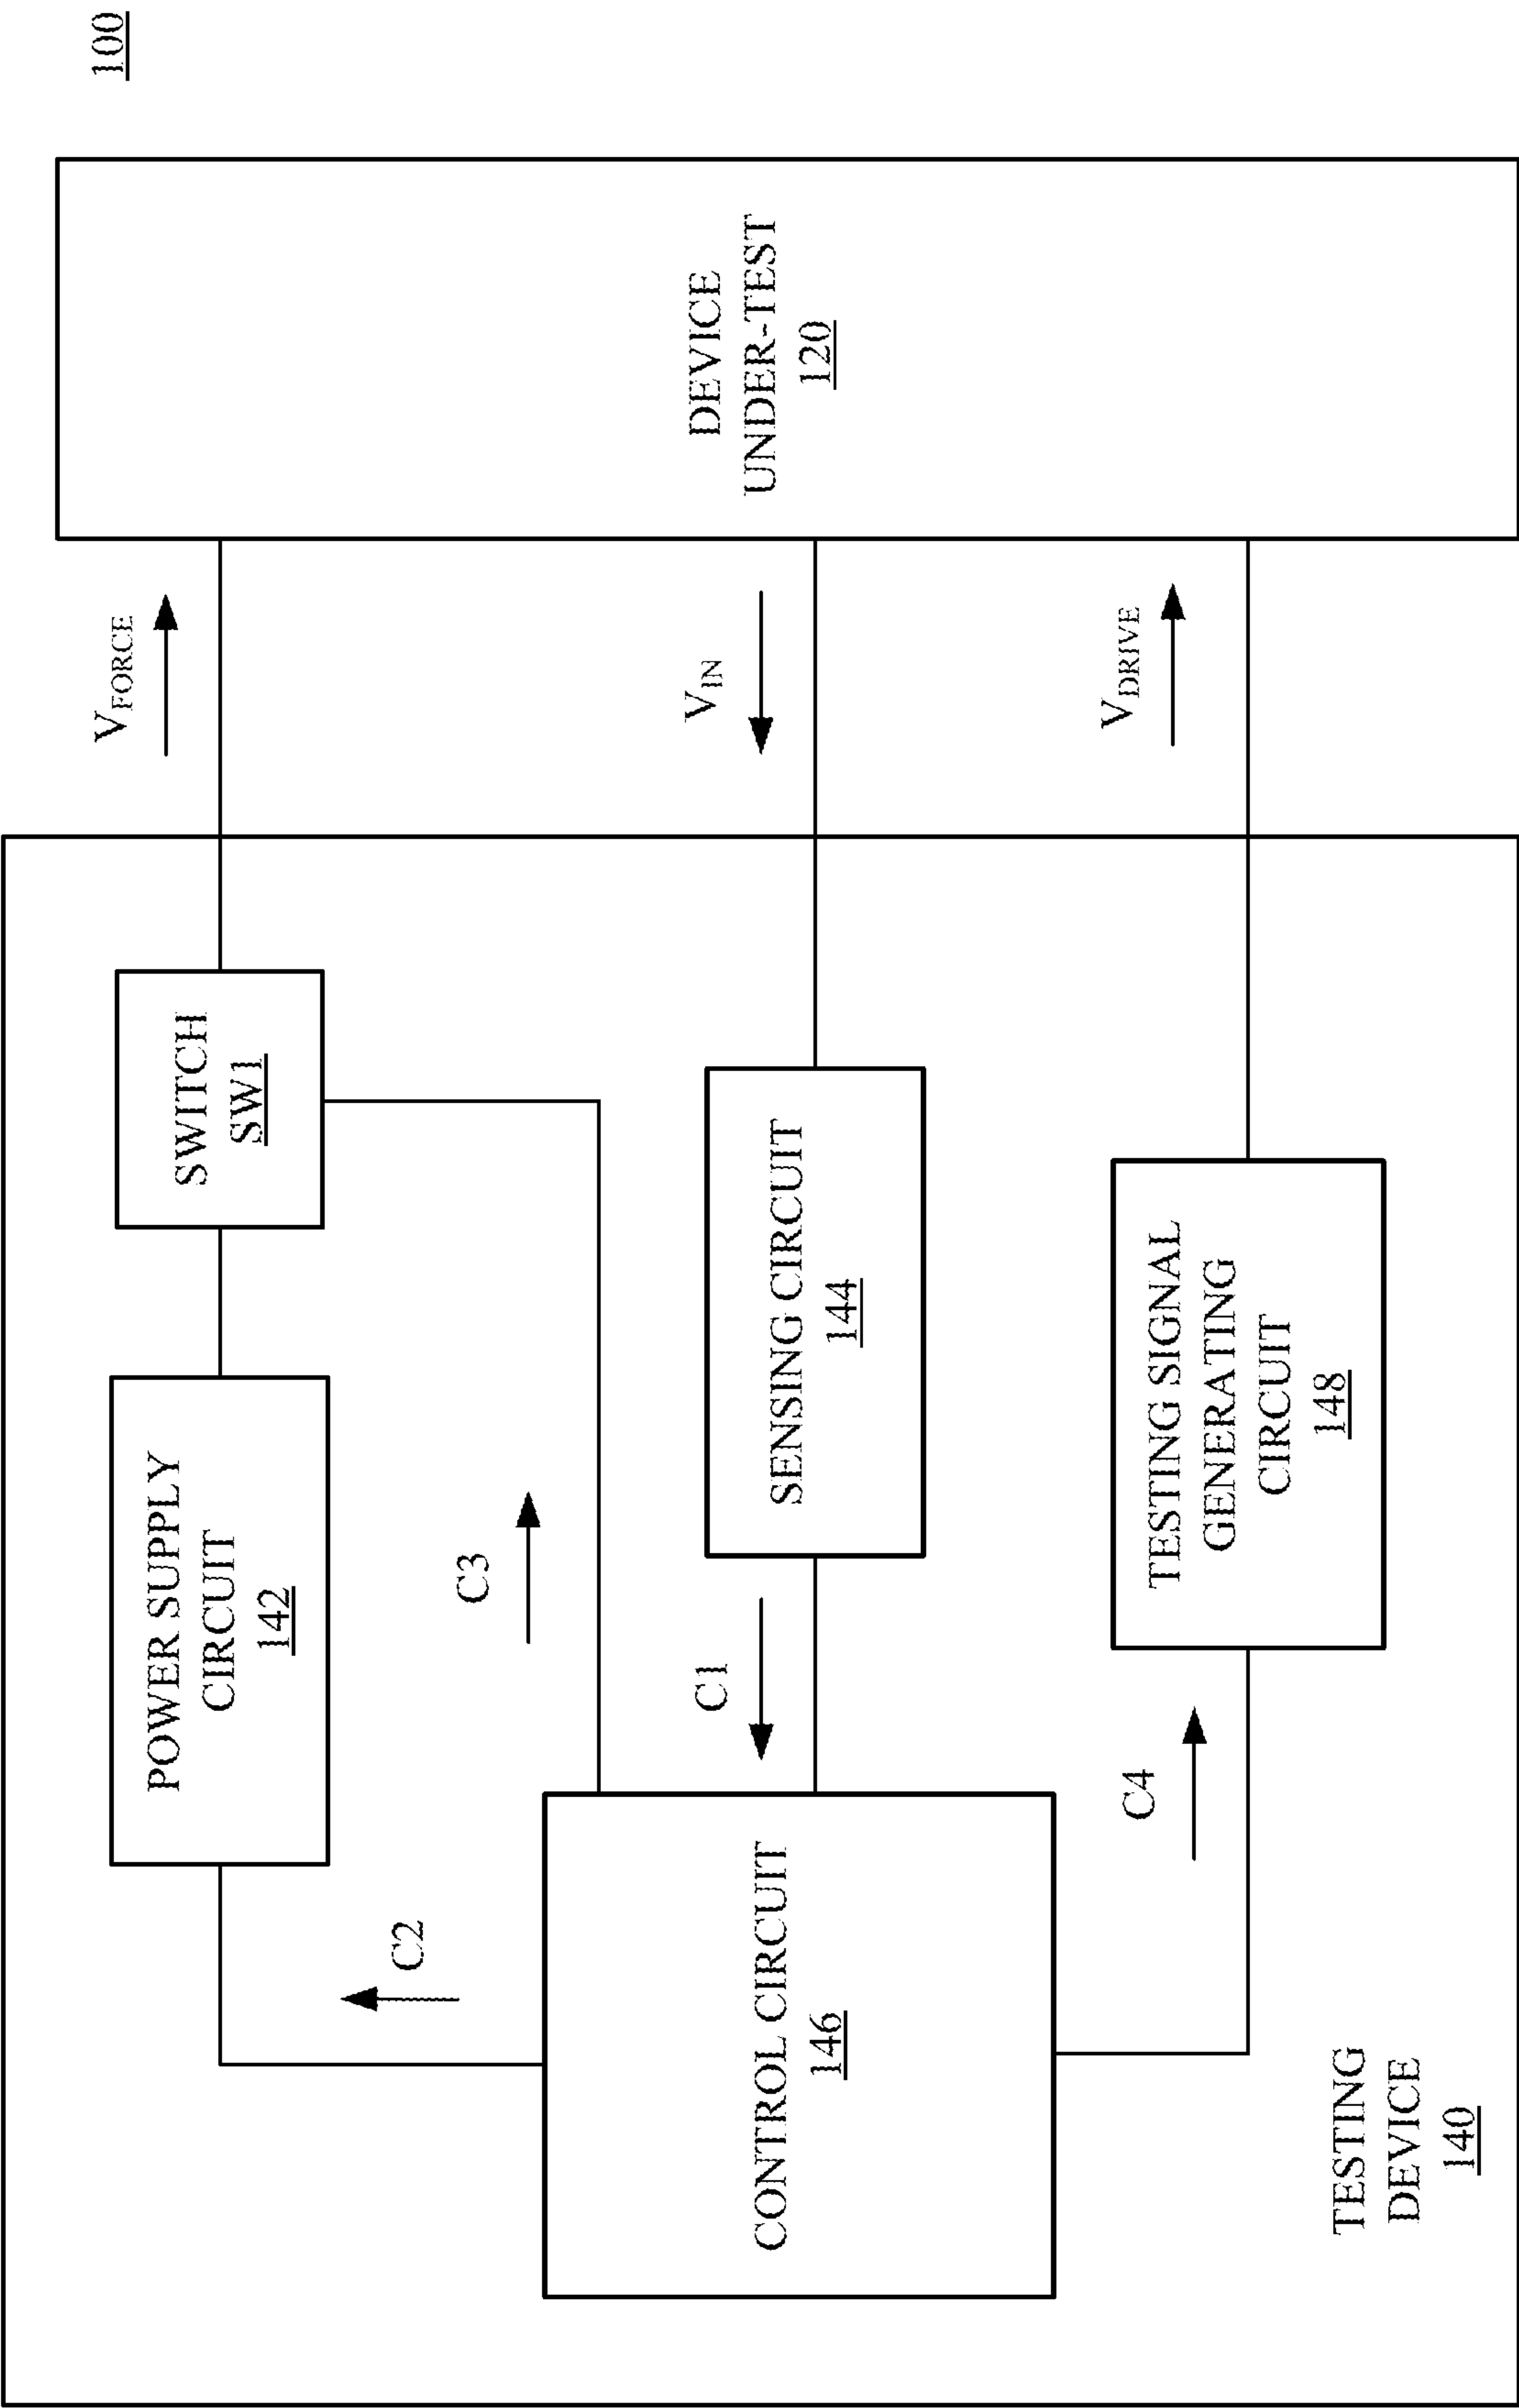 100
POWER SUPPLY
CIRCUIT
142
SWITCH
SW1
VFORCE
C2
C3
CONTROL CIRCUIT
146
C1
SENSING CIRCUIT
144
VIN
DEVICE
UNDER-TEST
120
C4
TESTING SIGNAL
GENERATING
CIRCUIT
148
VDRIVE
TESTING
DEVICE
140